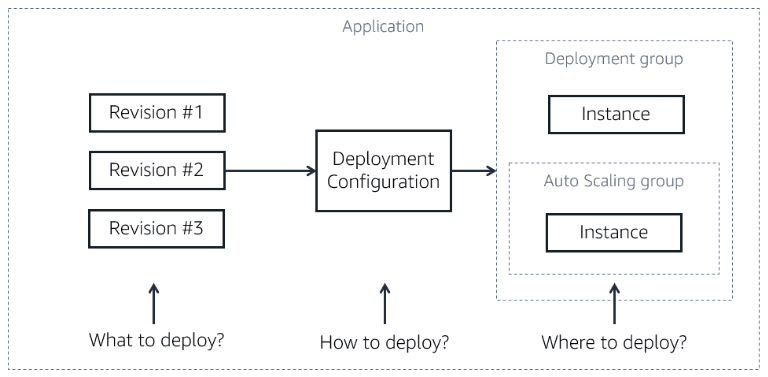 Application
Deployment group
Revision #1
Instance
Revision #2
Deployment
Configuration
Auto Scaling group
Revision #3
Instance
What to deploy?
How to deploy?
Where to deploy?